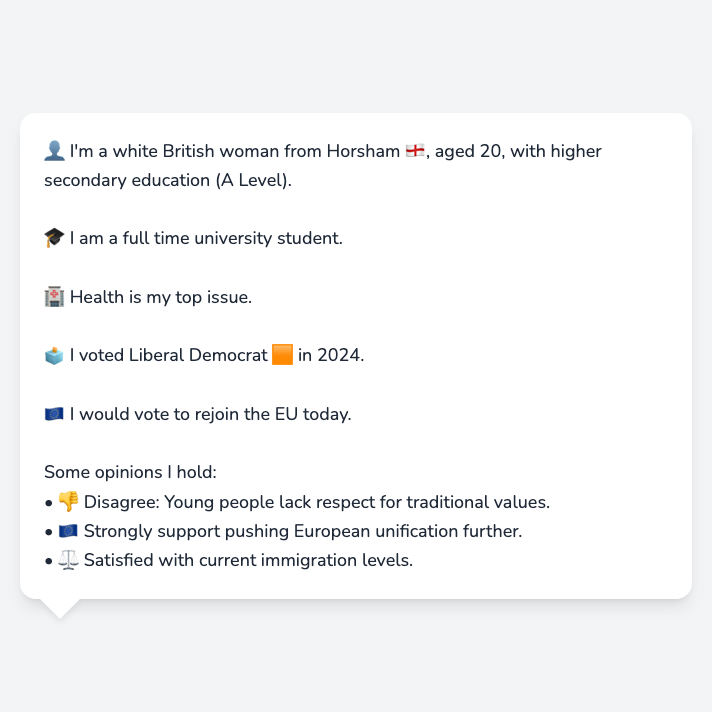 👤 I'm a white British woman from Horsham 🏴󠁧󠁢󠁥󠁮󠁧󠁿, aged 20, with higher
secondary education (A Level).
🎓 I am a full time university student.
🏥 Health is my top issue.
🗳️ I voted Liberal Democrat 🟧 in 2024.
🇪🇺 I would vote to rejoin the EU today.
Some opinions I hold:
• 👎 Disagree: Young people lack respect for traditional values.
• 🇪🇺 Strongly support pushing European unification further.
• ⚖️ Satisfied with current immigration levels.